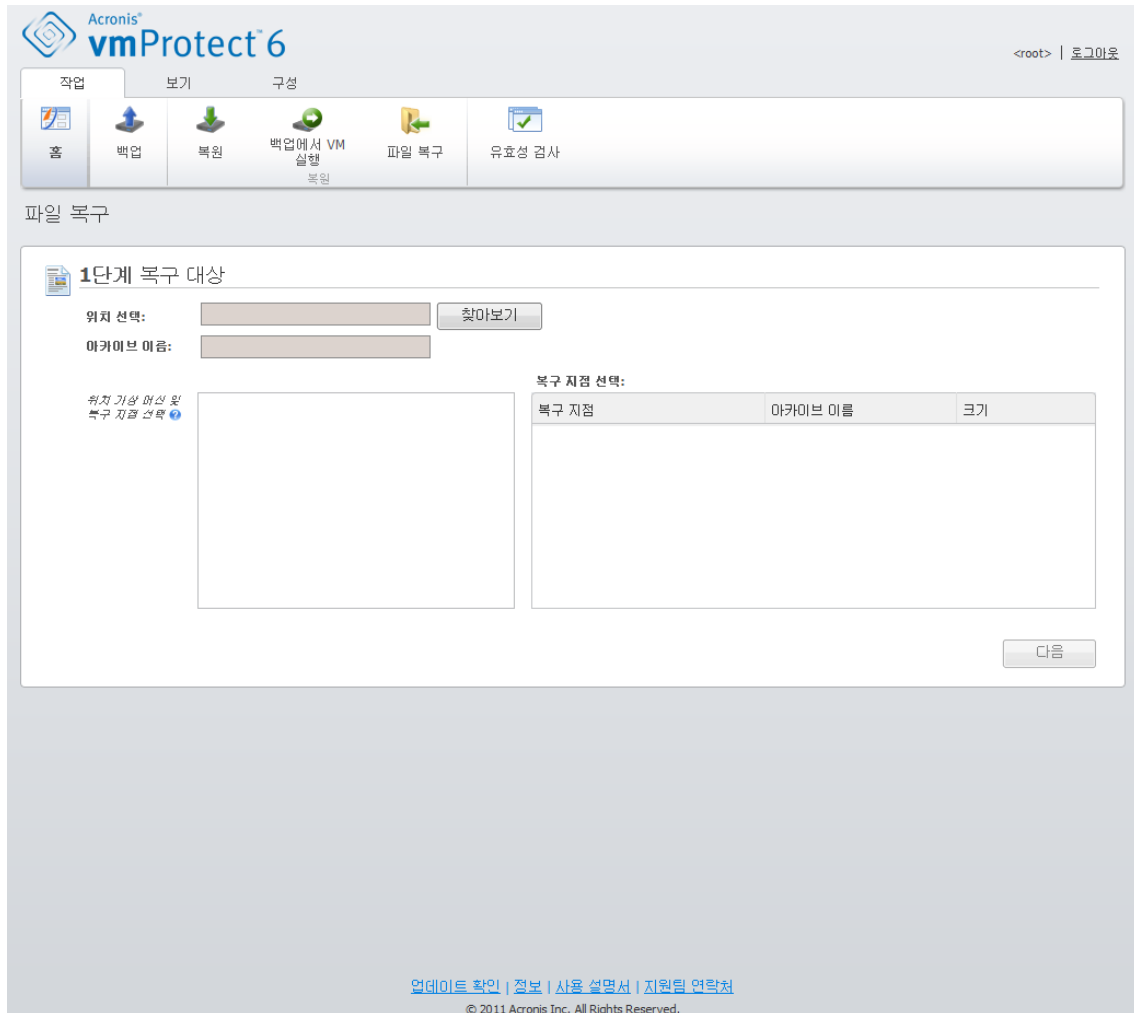 Acronis®
vmProtect™ 6
<root> | 로그아웃
작업
보기
구성
홈
백업
복원
백업에서 VM
실행
파일 복구
유효성 검사
복원
파일 복구
1단계 복구 대상
위치 선택:
찾아보기
아카이브 이름:
위치 가상 머신 및
복구 지점 선택
복구 지점 선택:
복구 지점
아카이브 이름
크기
다음
업데이트 확인 | 정보 | 사용 설명서 | 지원팀 연락처
© 2011 Acronis Inc. All Rights Reserved.